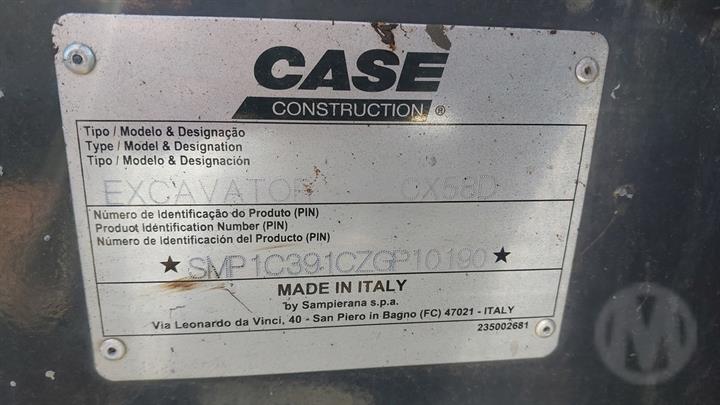 CASE
CONSTRUCTION ®
Tipo / Modelo & Designação
Type / Model & Designation
Tipo / Modelo & Designación
EXCAVATOR CX58D
Número de Identificação do Produto (PIN)
Product Identification Number (PIN)
Número de Identificación del Producto (PIN)
★ SMP1C391CZGP10190 ★
MADE IN ITALY
by Sampierana s.p.a.
Via Leonardo da Vinci, 40 - San Piero in Bagno (FC) 47021 - ITALY
235002681
M